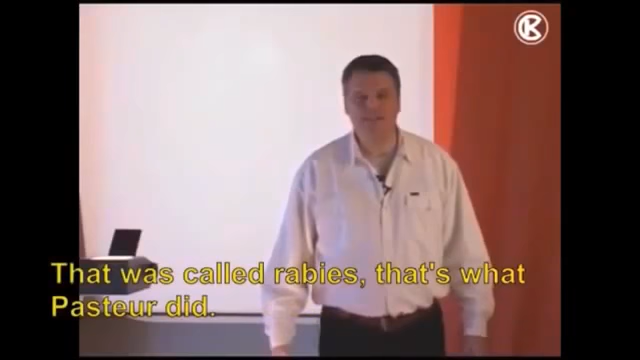 That was called rabies, that's what
Pasteur did.